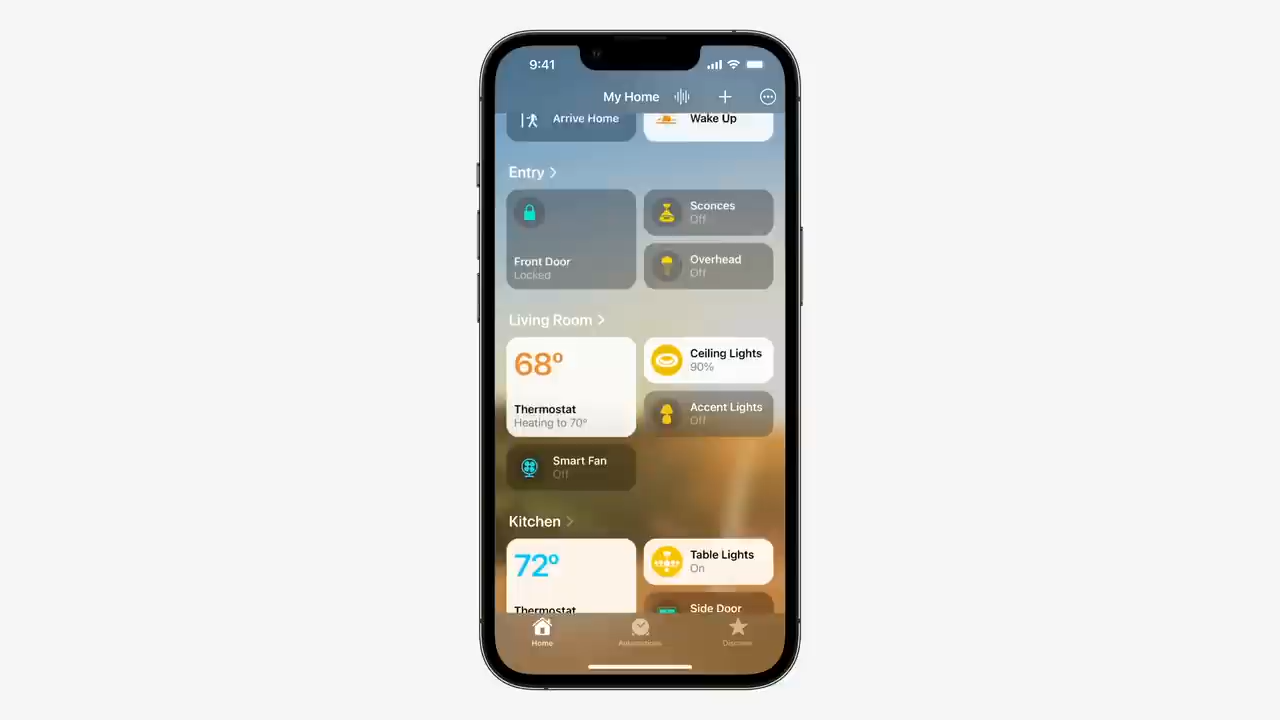 9:41
My Home
Arrive Home
Wake Up
Entry
Front Door
Locked
Sconces
Off
Overhead
Off
Living Room
68°
Thermostat
Heating to 70°
Ceiling Lights
90%
Accent Lights
Off
Smart Fan
Off
Kitchen
72°
Thermostat
Table Lights
On
Side Door
Home
Automations
Discover